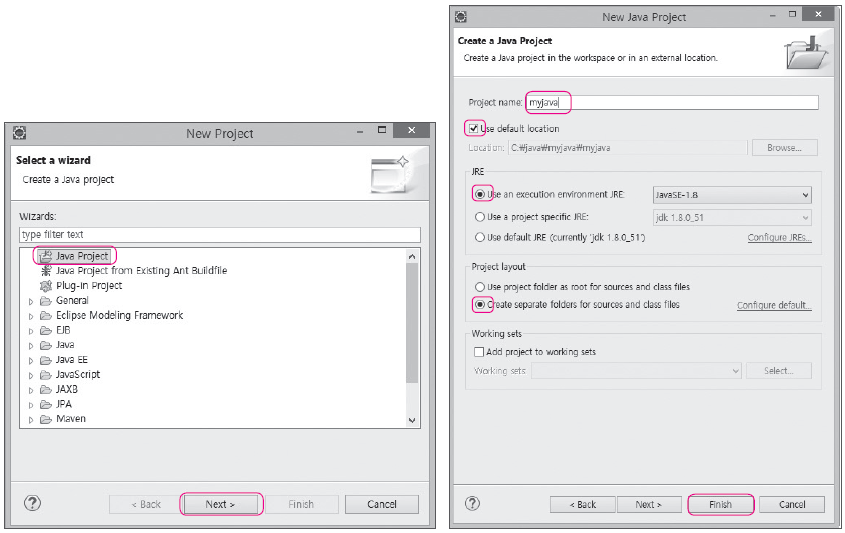 New Project
Select a wizard
Create a Java project
Wizards:
type filter text
Java Project
Java Project from Existing Ant Buildfile
Plug-in Project
General
Eclipse Modeling Framework
EJB
Java
Java EE
JavaScript
JAXB
JPA
Maven
< Back Next > Finish Cancel
New Java Project
Create a Java Project
Create a Java project in the workspace or in an external location.
Project name: myjava
Use default location
Location: C:₩java₩myjava₩myjava Browse...
JRE
Use an execution environment JRE: JavaSE-1.8
Use a project specific JRE: jdk 1.8.0_51
Use default JRE (currently 'jdk 1.8.0_51') Configure JREs...
Project layout
Use project folder as root for sources and class files
Create separate folders for sources and class files Configure default...
Working sets
Add project to working sets
Working sets: Select...
< Back Next > Finish Cancel